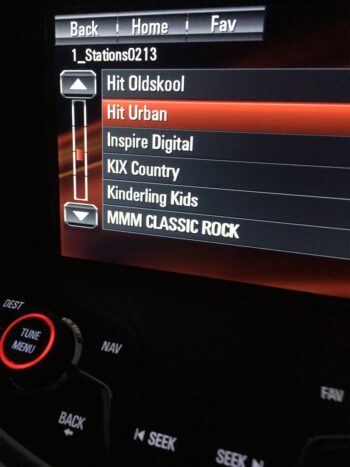 Back Home Fav
1_Stations0213
Hit Oldskool
Hit Urban
Inspire Digital
KIX Country
Kinderling Kids
MMM CLASSIC ROCK
DEST
TUNE
MENU
NAV
FAV
BACK
SEEK
SEEK